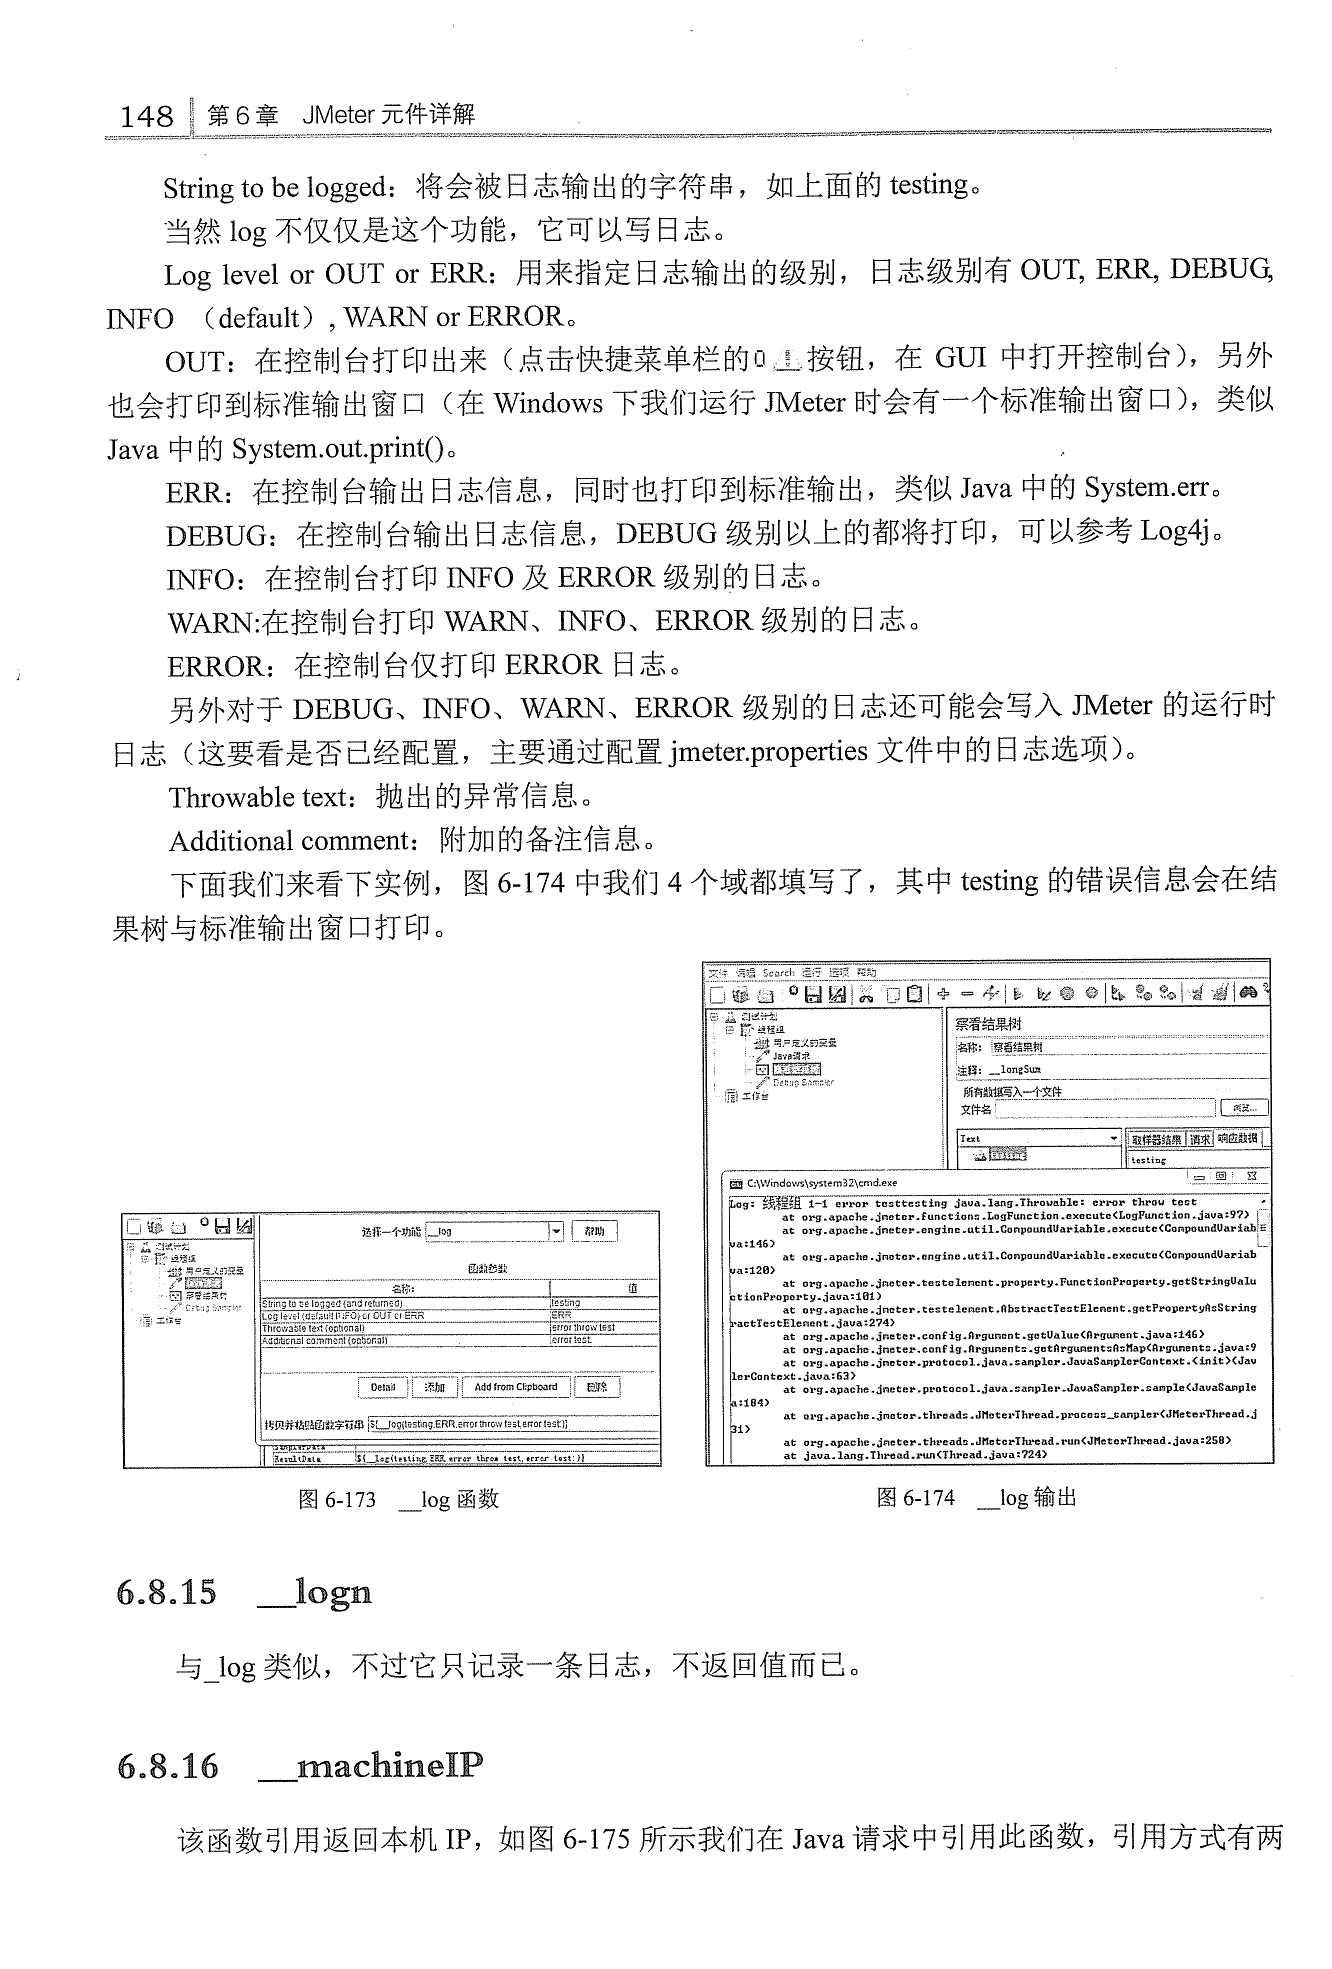 148 第6章 JMeter 元件详解
String to be logged：将会被日志输出的字符串，如上面的 testing。
当然 log 不仅仅是这个功能，它可以写日志。
Log level or OUT or ERR：用来指定日志输出的级别，日志级别有 OUT, ERR, DEBUG,
INFO （default）, WARN or ERROR。
OUT：在控制台打印出来（点击快捷菜单栏的0 按钮，在 GUI 中打开控制台），另外
也会打印到标准输出窗口（在 Windows 下我们运行 JMeter 时会有一个标准输出窗口），类似
Java 中的 System.out.print()。
ERR：在控制台输出日志信息，同时也打印到标准输出，类似 Java 中的 System.err。
DEBUG：在控制台输出日志信息，DEBUG 级别以上的都将打印，可以参考 Log4j。
INFO：在控制台打印 INFO 及 ERROR 级别的日志。
WARN:在控制台打印 WARN、INFO、ERROR 级别的日志。
ERROR：在控制台仅打印 ERROR 日志。
另外对于 DEBUG、INFO、WARN、ERROR 级别的日志还可能会写入 JMeter 的运行时
日志（这要看是否已经配置，主要通过配置 jmeter.properties 文件中的日志选项）。
Throwable text：抛出的异常信息。
Additional comment：附加的备注信息。
下面我们来看下实例，图 6-174 中我们 4 个域都填写了，其中 testing 的错误信息会在结
果树与标准输出窗口打印。
测试计划
线程组
用户定义的变量
察看结果树
Debug Sampler
工作台
选择一个功能 __log 帮助
函数参数
名称: 值
String to be logged (and returned) testing
Log level (default INFO) or OUT or ERR ERR
Throwable text (optional) error throw test
Additional comment (optional) error test
Detail 添加 Add from Clipboard 删除
拷贝并粘贴函数字符串 ${__log(testing,ERR,error throw test,error test;)}
ResultData ${__log(testing,ERR,error throw test,error test:)}
图 6-173 __log 函数
文件 编辑 Search 运行 选项 帮助
测试计划
线程组
用户定义的变量
Java请求
Debug Sampler
工作台
察看结果树
名称： 察看结果树
注释： __longSum
所有数据写入一个文件
文件名 浏览...
Text 取样器结果 请求 响应数据
testing
C:\Windows\system32\cmd.exe
Log: 线程组 1-1 error testtesting java.lang.Throwable: error throw test
at org.apache.jmeter.functions.LogFunction.execute(LogFunction.java:97)
at org.apache.jmeter.engine.util.CompoundVariable.execute(CompoundVariab
va:146)
at org.apache.jmeter.engine.util.CompoundVariable.execute(CompoundVariab
va:120)
at org.apache.jmeter.testelement.property.FunctionProperty.getStringValu
ctionProperty.java:101)
at org.apache.jmeter.testelement.AbstractTestElement.getPropertyAsString
ractTestElement.java:274)
at org.apache.jmeter.config.Argument.getValue(Argument.java:146)
at org.apache.jmeter.config.Arguments.getArgumentsAsMap(Arguments.java:9
at org.apache.jmeter.protocol.java.sampler.JavaSamplerContext.<init>(Jav
lerContext.java:63)
at org.apache.jmeter.protocol.java.sampler.JavaSampler.sample(JavaSample
a:184)
at org.apache.jmeter.threads.JMeterThread.process_sampler(JMeterThread.j
31)
at org.apache.jmeter.threads.JMeterThread.run(JMeterThread.java:258)
at java.lang.Thread.run(Thread.java:724)
图 6-174 __log 输出
6.8.15 __logn
与_log 类似，不过它只记录一条日志，不返回值而已。
6.8.16 __machineIP
该函数引用返回本机 IP，如图 6-175 所示我们在 Java 请求中引用此函数，引用方式有两